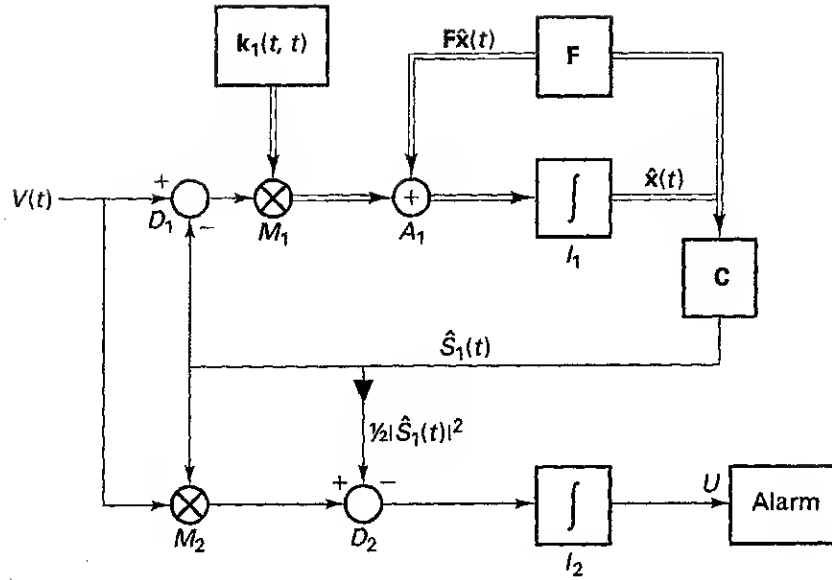 k₁(t, t)
Fx̂(t)
F
V(t)
+
D₁
−
M₁
+
A₁
∫
I₁
x̂(t)
C
Ŝ₁(t)
½|Ŝ₁(t)|²
M₂
+
−
D₂
∫
I₂
U
Alarm